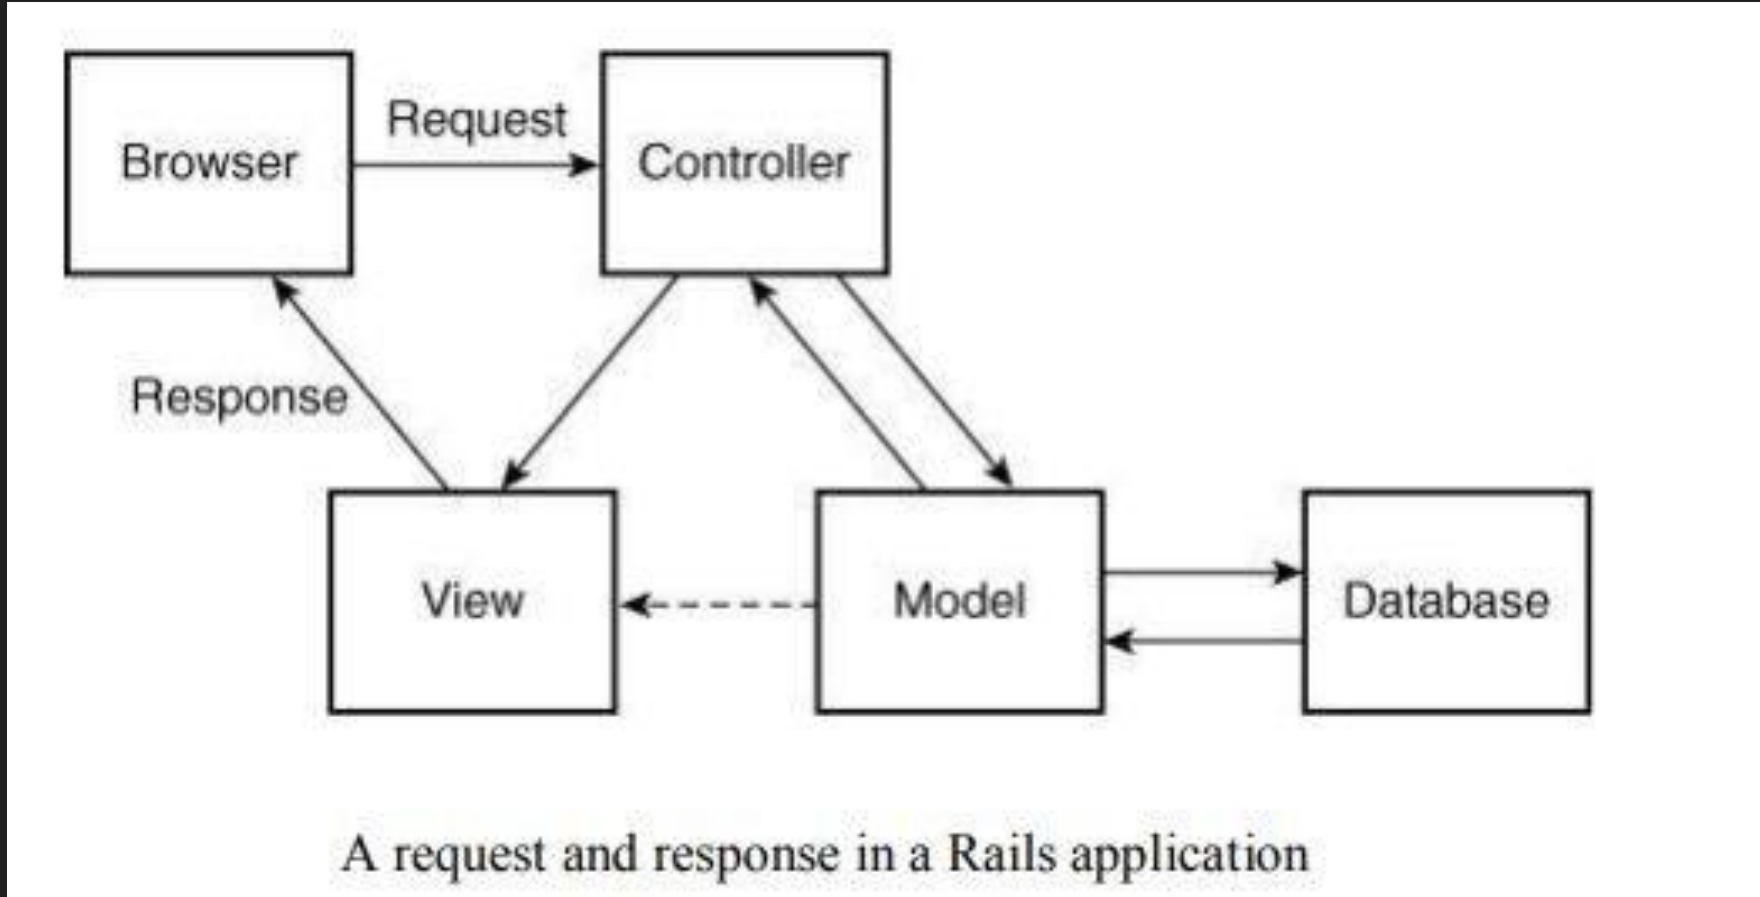 Request
Browser
Controller
Response
View
Model
Database
A request and response in a Rails application